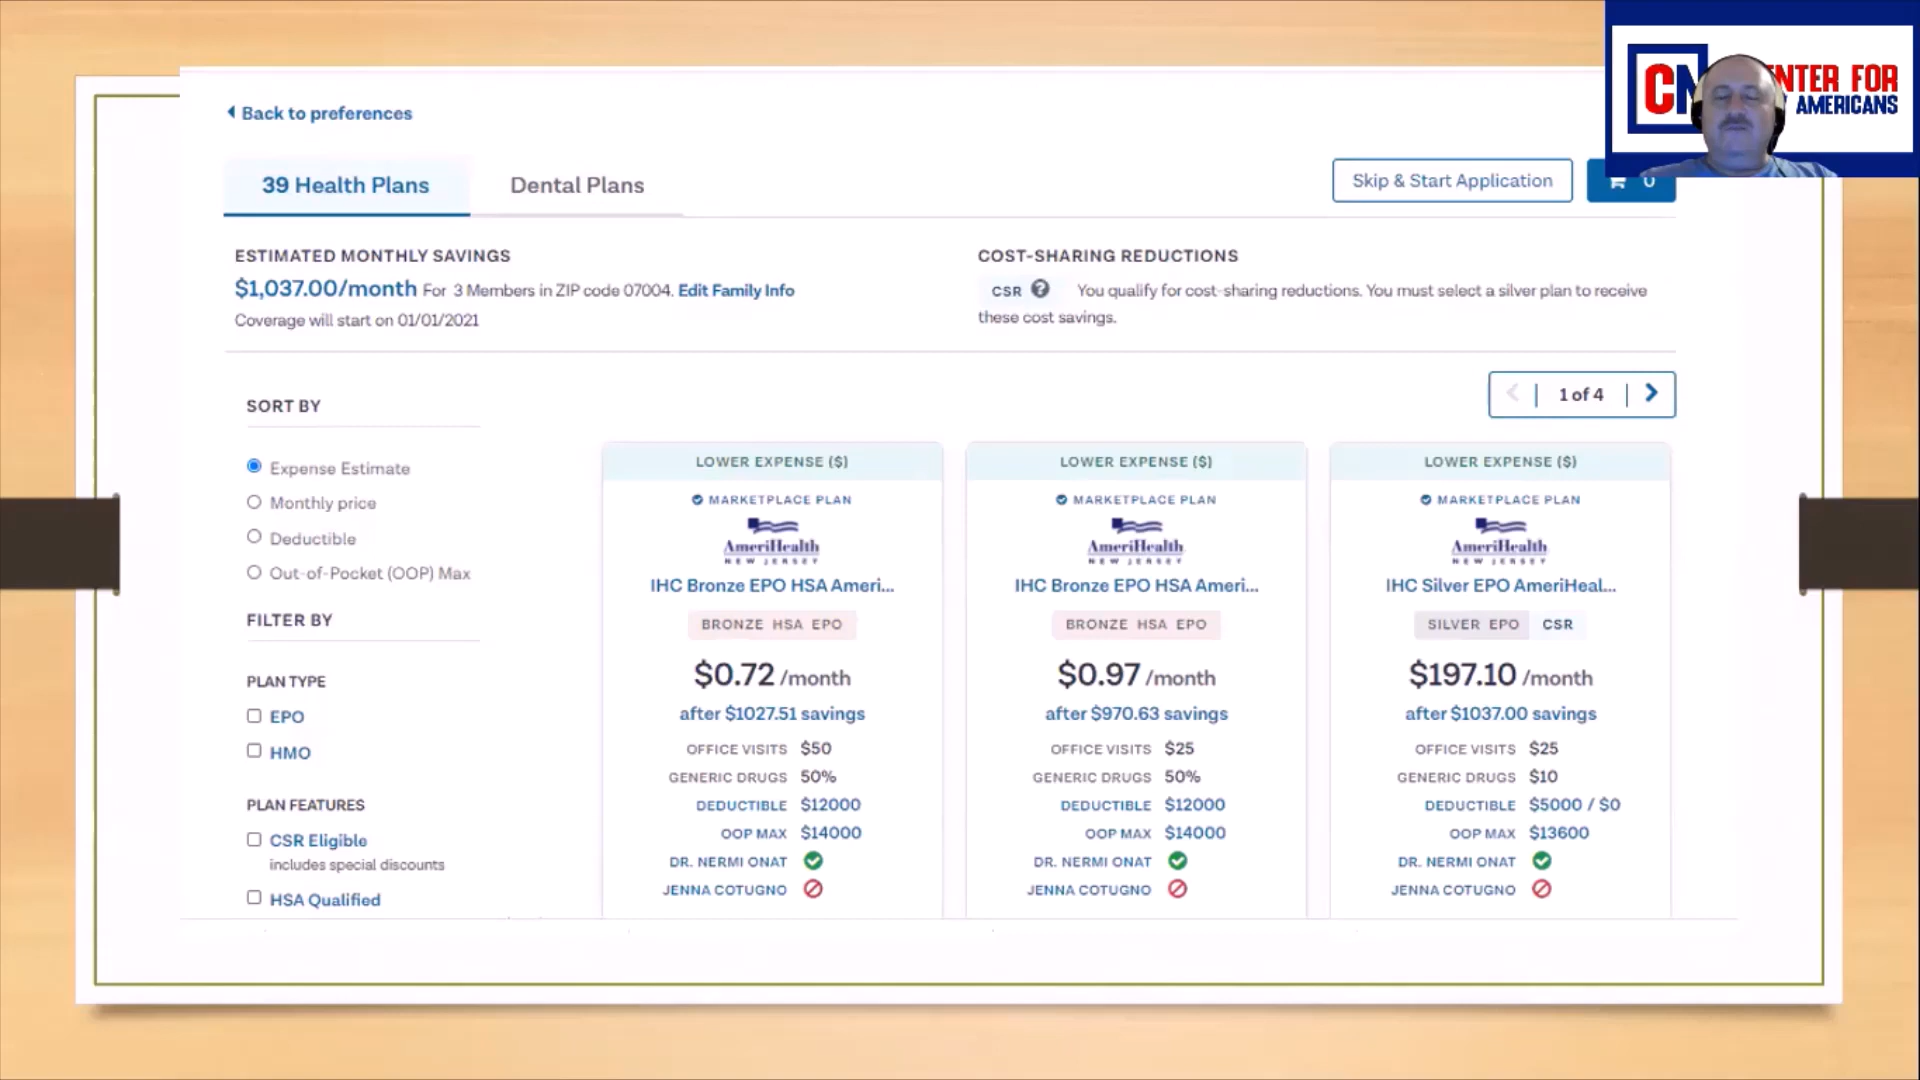 CN
ENTER FOR
AMERICANS
Back to preferences
39 Health Plans
Dental Plans
Skip & Start Application
0
ESTIMATED MONTHLY SAVINGS
$1,037.00/month For 3 Members in ZIP code 07004. Edit Family Info
Coverage will start on 01/01/2021
COST-SHARING REDUCTIONS
CSR ? You qualify for cost-sharing reductions. You must select a silver plan to receive
these cost savings.
1 of 4
SORT BY
Expense Estimate
Monthly price
Deductible
Out-of-Pocket (OOP) Max
FILTER BY
PLAN TYPE
EPO
HMO
PLAN FEATURES
CSR Eligible
includes special discounts
HSA Qualified
LOWER EXPENSE ($)
MARKETPLACE PLAN
AmeriHealth
NEW JERSEY
IHC Bronze EPO HSA Ameri...
BRONZE HSA EPO
$0.72 /month
after $1027.51 savings
OFFICE VISITS $50
GENERIC DRUGS 50%
DEDUCTIBLE $12000
OOP MAX $14000
DR. NERMI ONAT
JENNA COTUGNO
LOWER EXPENSE ($)
MARKETPLACE PLAN
AmeriHealth
NEW JERSEY
IHC Bronze EPO HSA Ameri...
BRONZE HSA EPO
$0.97 /month
after $970.63 savings
OFFICE VISITS $25
GENERIC DRUGS 50%
DEDUCTIBLE $12000
OOP MAX $14000
DR. NERMI ONAT
JENNA COTUGNO
LOWER EXPENSE ($)
MARKETPLACE PLAN
AmeriHealth
NEW JERSEY
IHC Silver EPO AmeriHeal...
SILVER EPO CSR
$197.10 /month
after $1037.00 savings
OFFICE VISITS $25
GENERIC DRUGS $10
DEDUCTIBLE $5000 / $0
OOP MAX $13600
DR. NERMI ONAT
JENNA COTUGNO